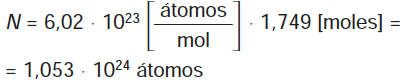 N = 6,02 · 10²³ [átomos/mol] · 1,749 [moles] =
= 1,053 · 10²⁴ átomos